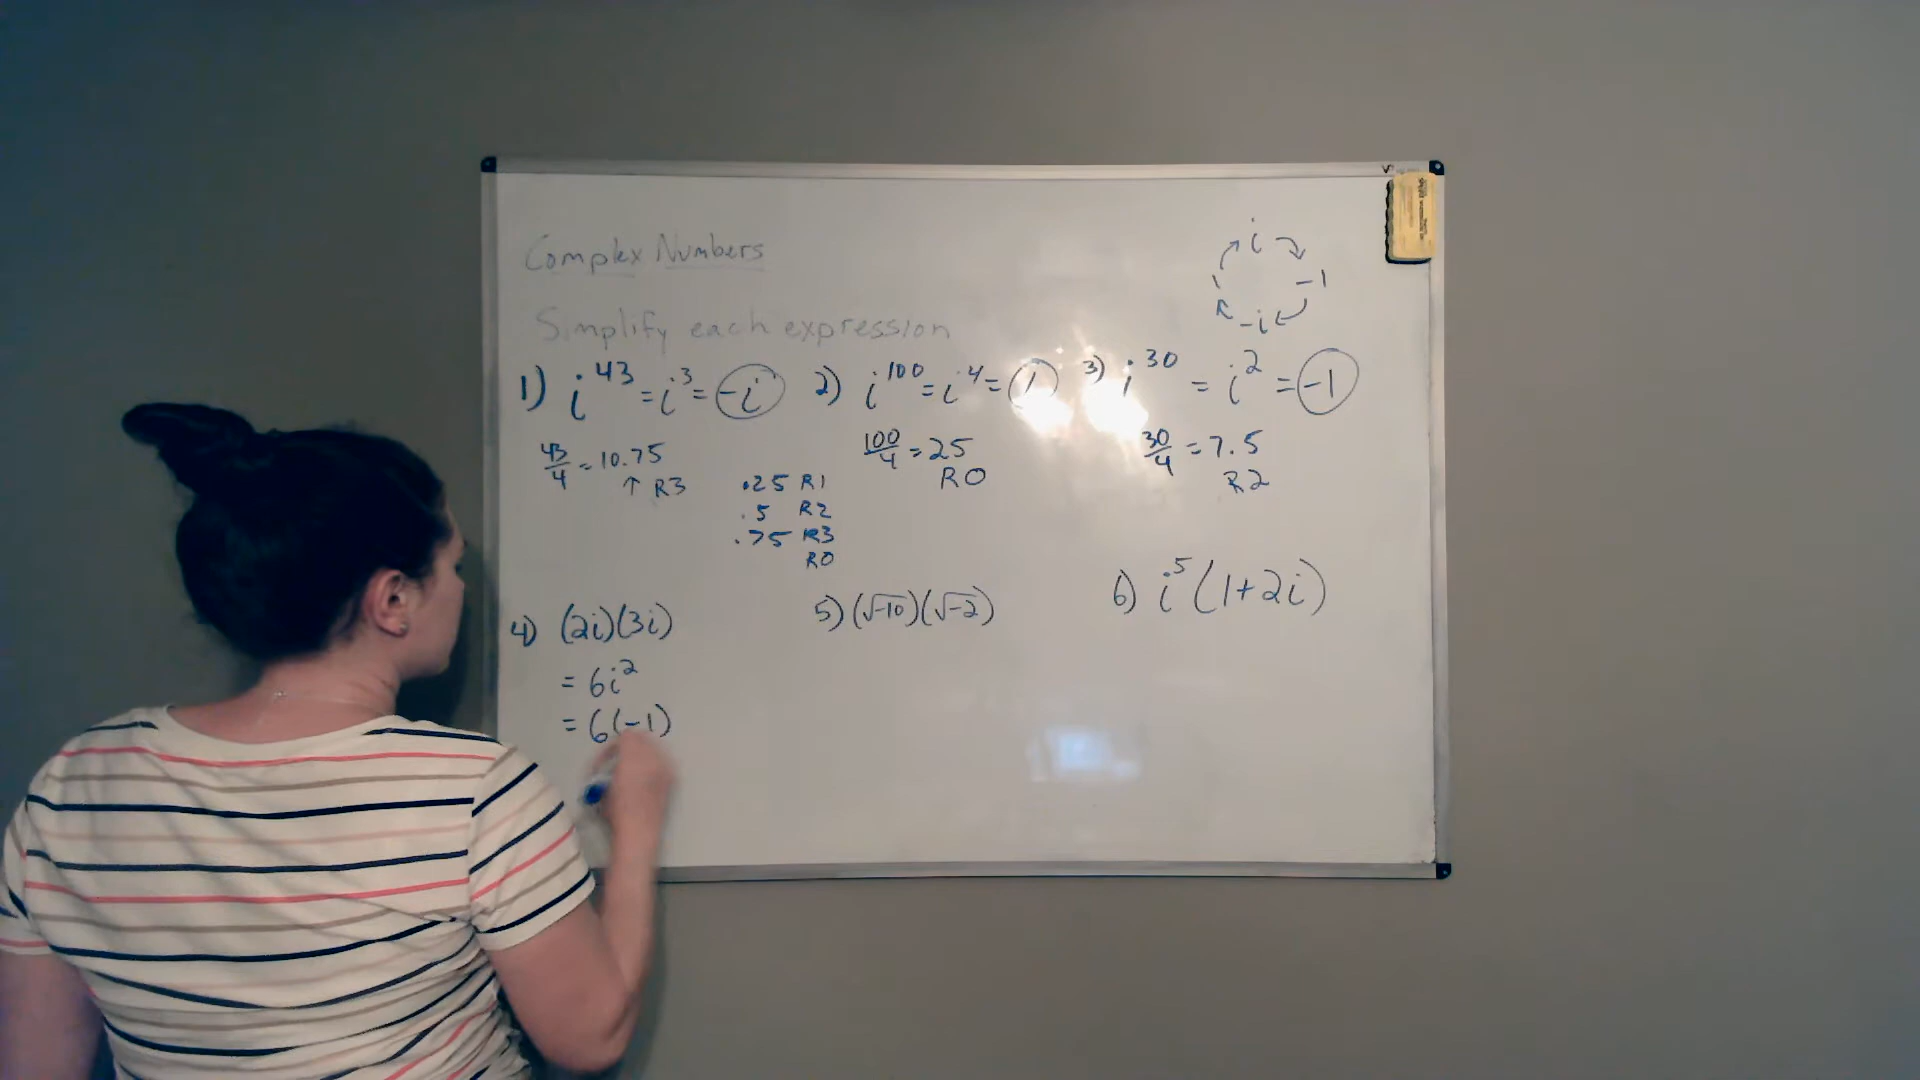 Complex Numbers
i
1 -1
-i
Simplify each expression
1) i^43 = i^3 = -i 2) i^100 = i^4 = 1 3) i^30 = i^2 = -1
43/4 = 10.75 100/4 = 25 30/4 = 7.5
↑ R3 R0 R2
.25 R1
.5 R2
.75 R3
R0
4) (2i)(3i) 5) (√-10)(√-2) 6) i^5(1+2i)
= 6i^2
= 6(-1)